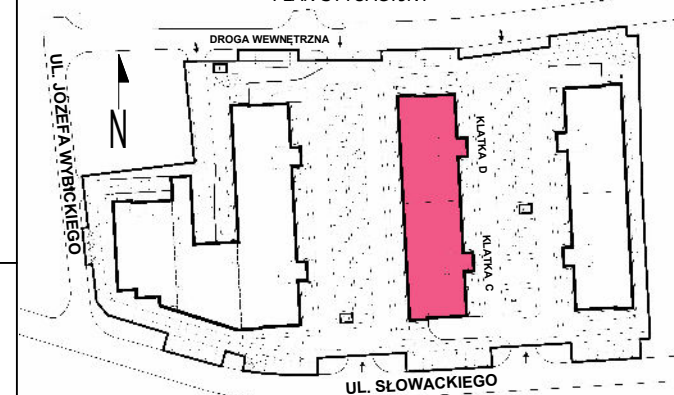 DROGA WEWNĘTRZNA
UL. JÓZEFA WYBICKIEGO
N
KLATKA D
KLATKA C
UL. SŁOWACKIEGO